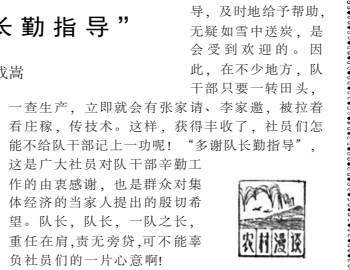 长勤指导”
成嵩
导，及时地给予帮助，
无疑如雪中送炭，是
会受到欢迎的。因
此，在不少地方，队
干部只要一转田头，
一查生产，立即就会有张家请、李家邀，被拉着
看庄稼，传技术。这样，获得丰收了，社员们怎
能不给队干部记上一功呢！“多谢队长勤指导”，
这是广大社员对队干部辛勤工
作的由衷感谢，也是群众对集
体经济的当家人提出的殷切希
望。队长，队长，一队之长，
重任在肩，责无旁贷，可不能辜
负社员们的一片心意啊！
农村漫谈